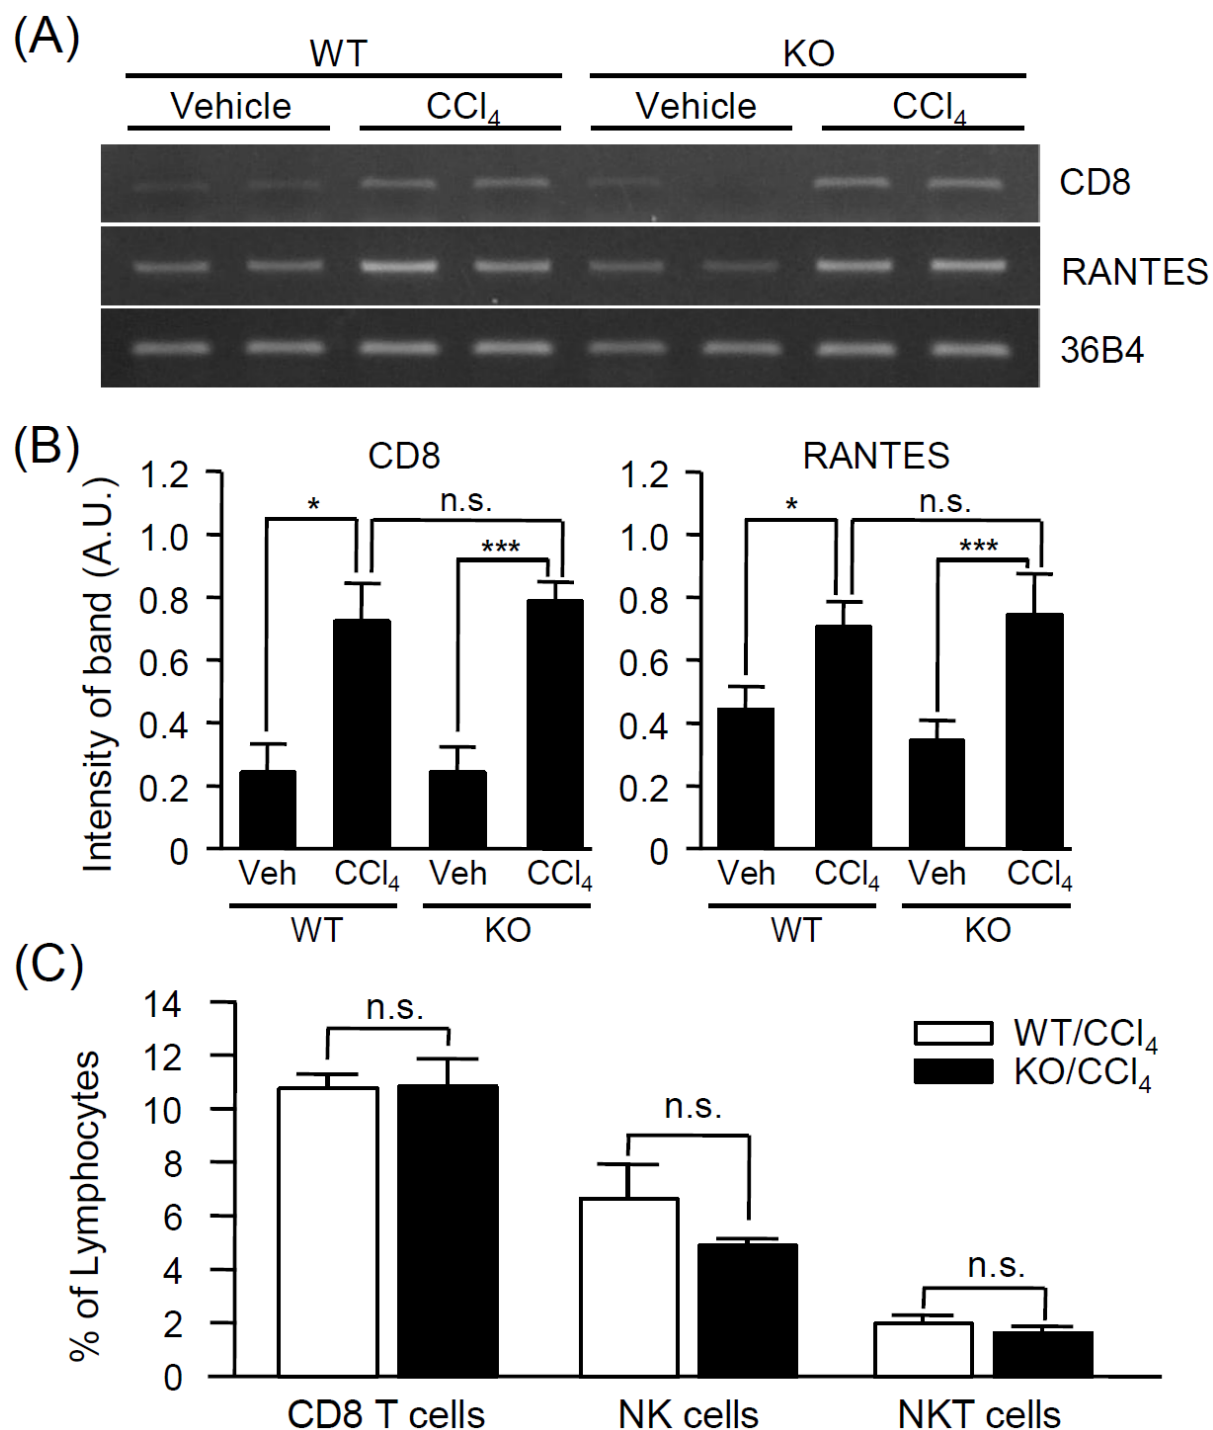 (A)
WT KO
Vehicle CCl₄ Vehicle CCl₄
CD8
RANTES
36B4
(B)
CD8 RANTES
Intensity of band (A.U.)
1.2 1.2
1.0 1.0
0.8 0.8
0.6 0.6
0.4 0.4
0.2 0.2
0 0
* n.s. * n.s.
*** ***
Veh CCl₄ Veh CCl₄ Veh CCl₄ Veh CCl₄
WT KO WT KO
(C)
% of Lymphocytes
14
12
10
8
6
4
2
0
n.s.
n.s.
n.s.
WT/CCl₄
KO/CCl₄
CD8 T cells NK cells NKT cells